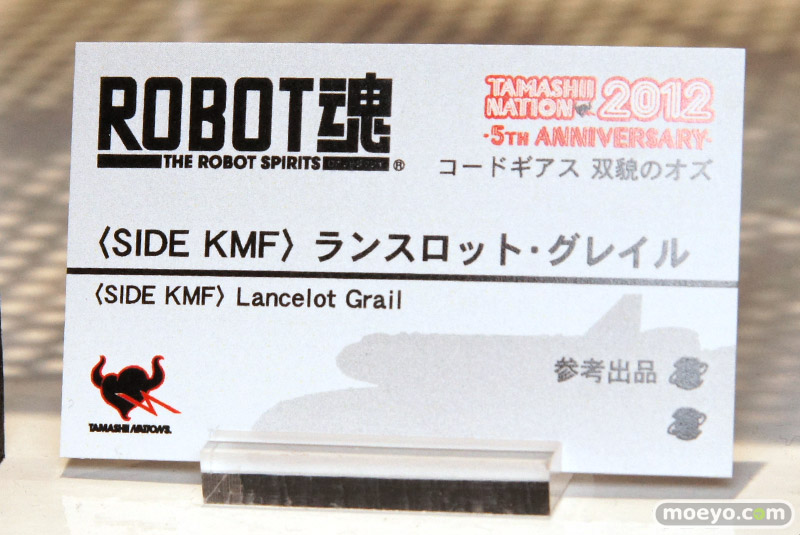 ROBOT魂
THE ROBOT SPIRITS ®
TAMASHII
NATION 2012
·5TH ANNIVERSARY·
コードギアス 双貌のオズ
〈SIDE KMF〉 ランスロット・グレイル
〈SIDE KMF〉 Lancelot Grail
参考出品
TAMASHII NATIONS
moeyo.com